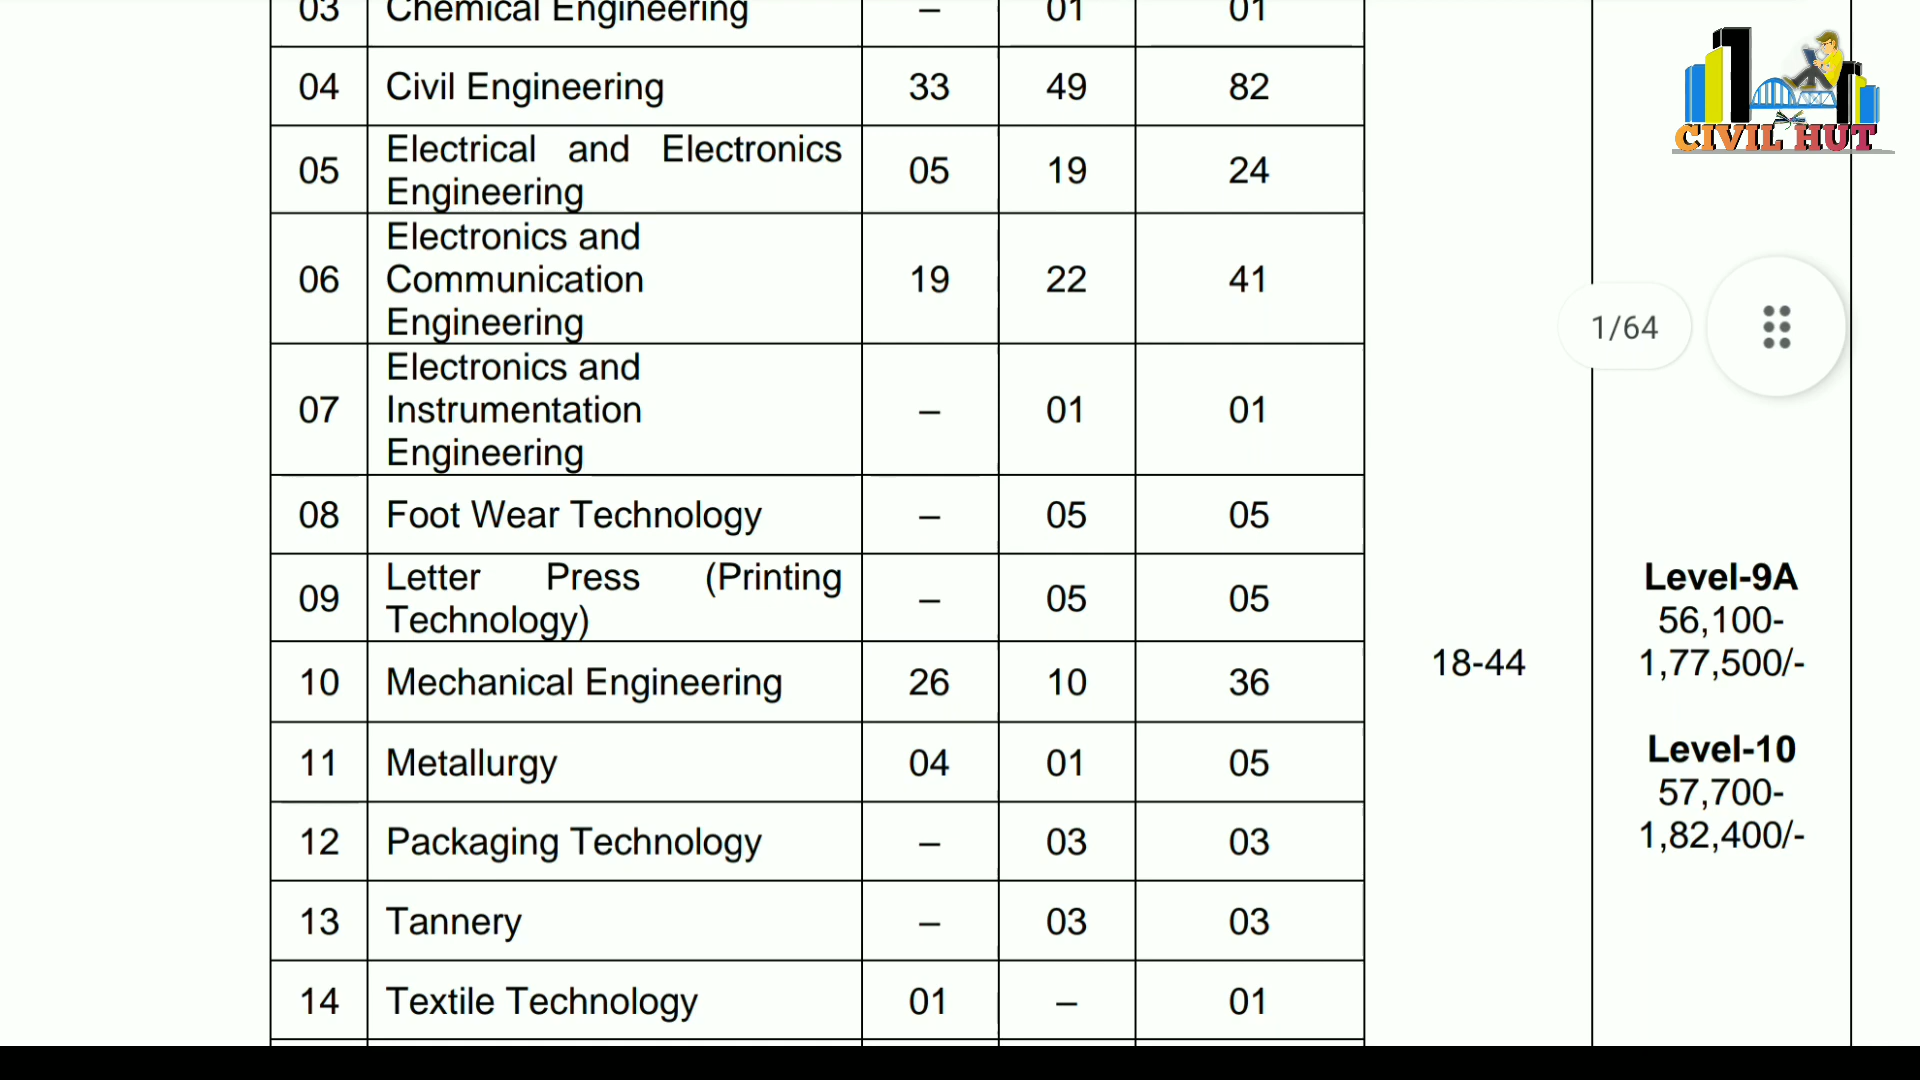 03 Chemical Engineering – 01 01
04 Civil Engineering 33 49 82
05 Electrical and Electronics Engineering 05 19 24
06 Electronics and Communication Engineering 19 22 41
07 Electronics and Instrumentation Engineering – 01 01
08 Foot Wear Technology – 05 05
09 Letter Press (Printing Technology) – 05 05
10 Mechanical Engineering 26 10 36
11 Metallurgy 04 01 05
12 Packaging Technology – 03 03
13 Tannery – 03 03
14 Textile Technology 01 – 01
18-44
Level-9A
56,100-
1,77,500/-
Level-10
57,700-
1,82,400/-
CIVIL HUT
1/64